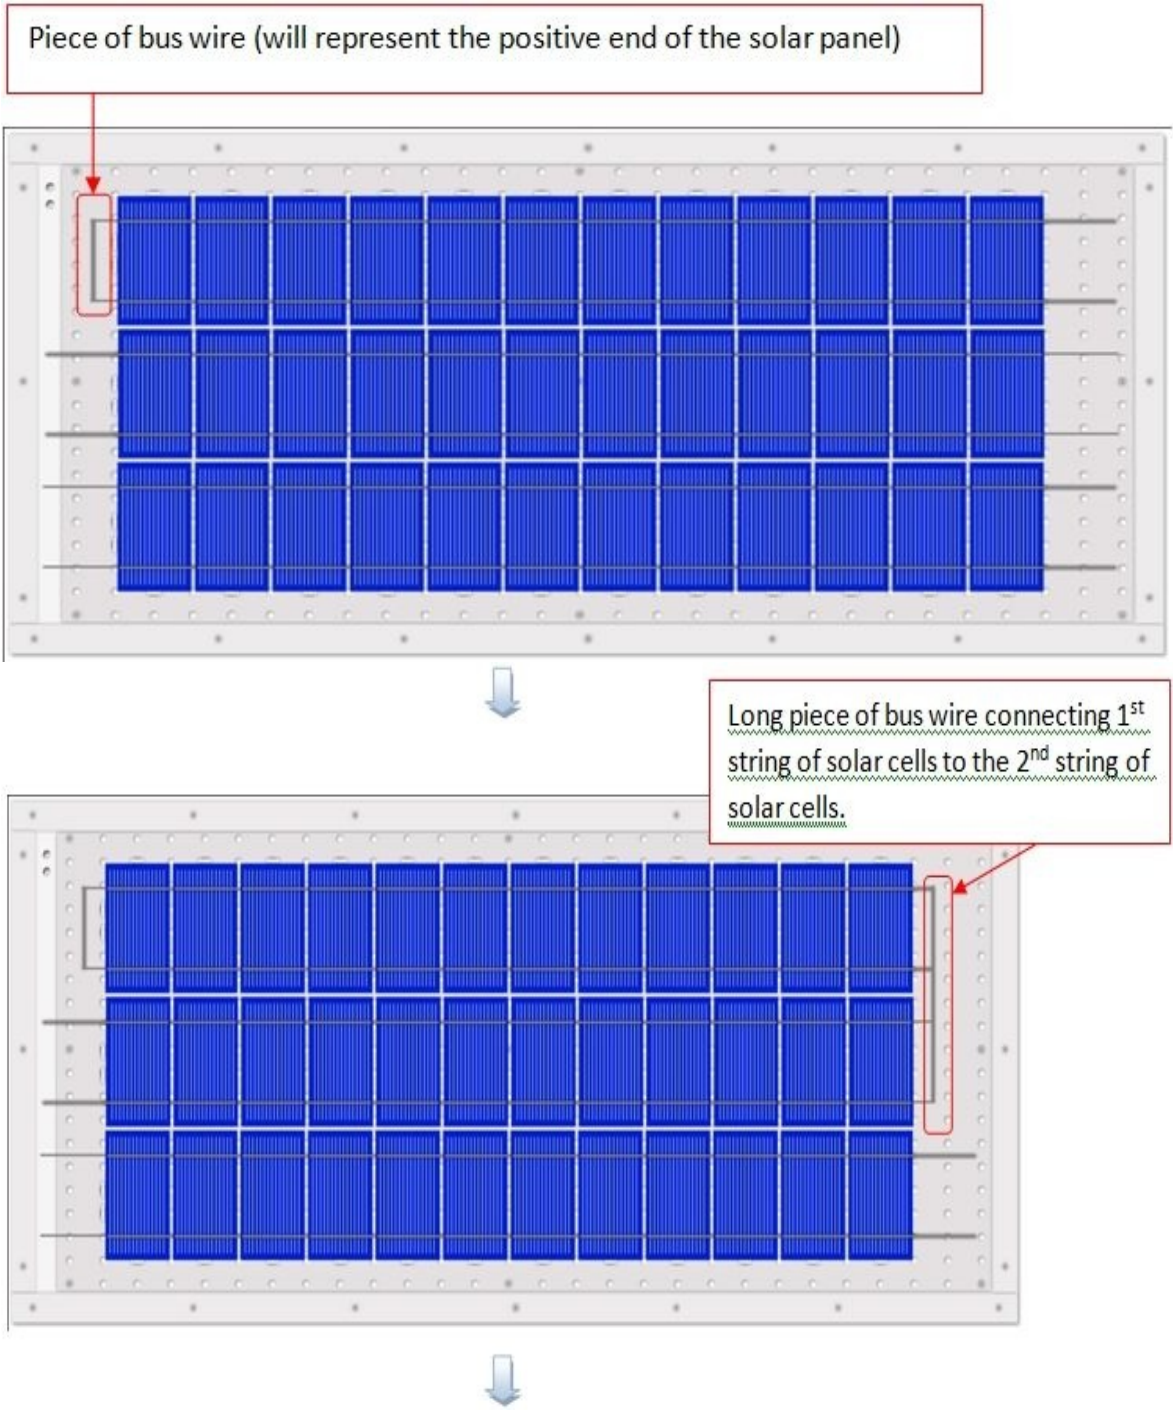 Piece of bus wire (will represent the positive end of the solar panel)
Long piece of bus wire connecting 1st
string of solar cells to the 2nd string of
solar cells.